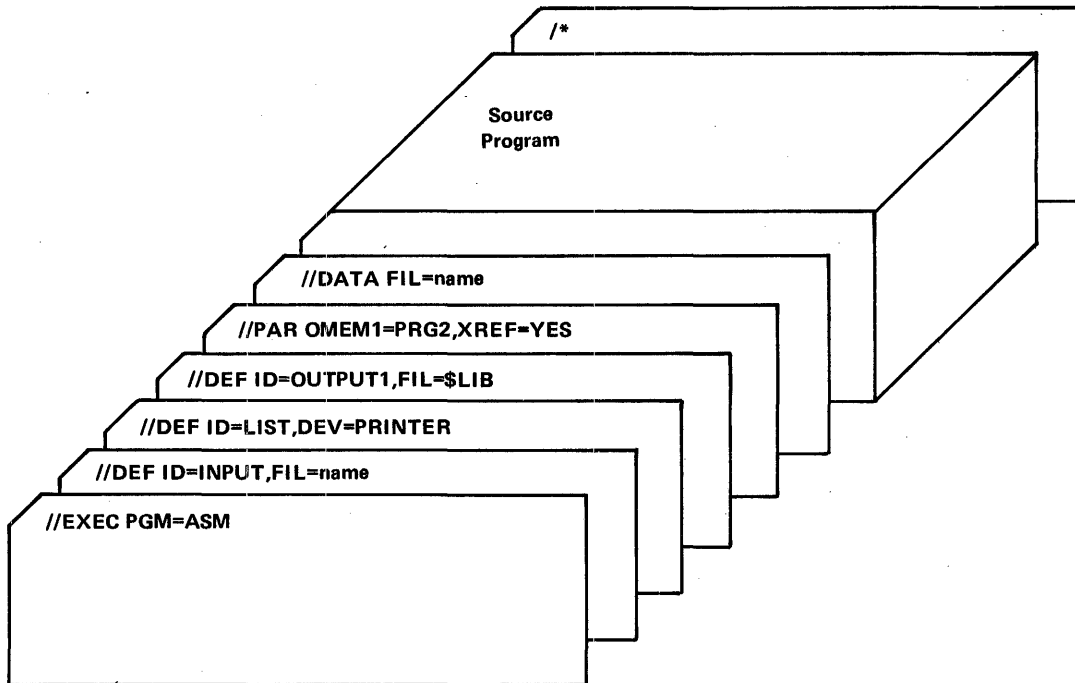 /*
Source
Program
//DATA FIL=name
//PAR OMEM1=PRG2,XREF=YES
//DEF ID=OUTPUT1,FIL=$LIB
//DEF ID=LIST,DEV=PRINTER
//DEF ID=INPUT,FIL=name
//EXEC PGM=ASM